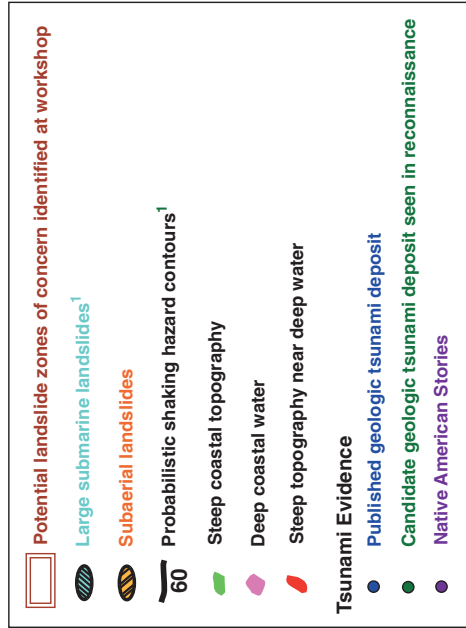 Potential landslide zones of concern identified at workshop
Large submarine landslides¹
Subaerial landslides
60 Probabilistic shaking hazard contours¹
Steep coastal topography
Deep coastal water
Steep topography near deep water
Tsunami Evidence
Published geologic tsunami deposit
Candidate geologic tsunami deposit seen in reconnaissance
Native American Stories